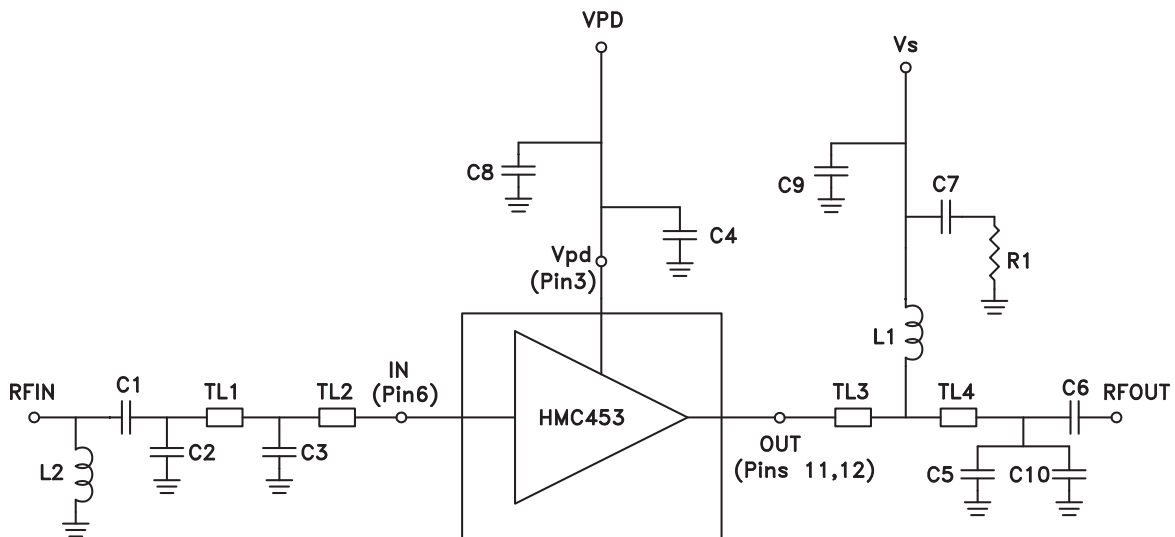 VPD
Vs
C8
C9
C7
C4
R1
Vpd
(Pin3)
L1
RFIN
C1
TL1
TL2
IN
(Pin6)
HMC453
TL3
TL4
C6
RFOUT
L2
C2
C3
OUT
(Pins 11,12)
C5
C10